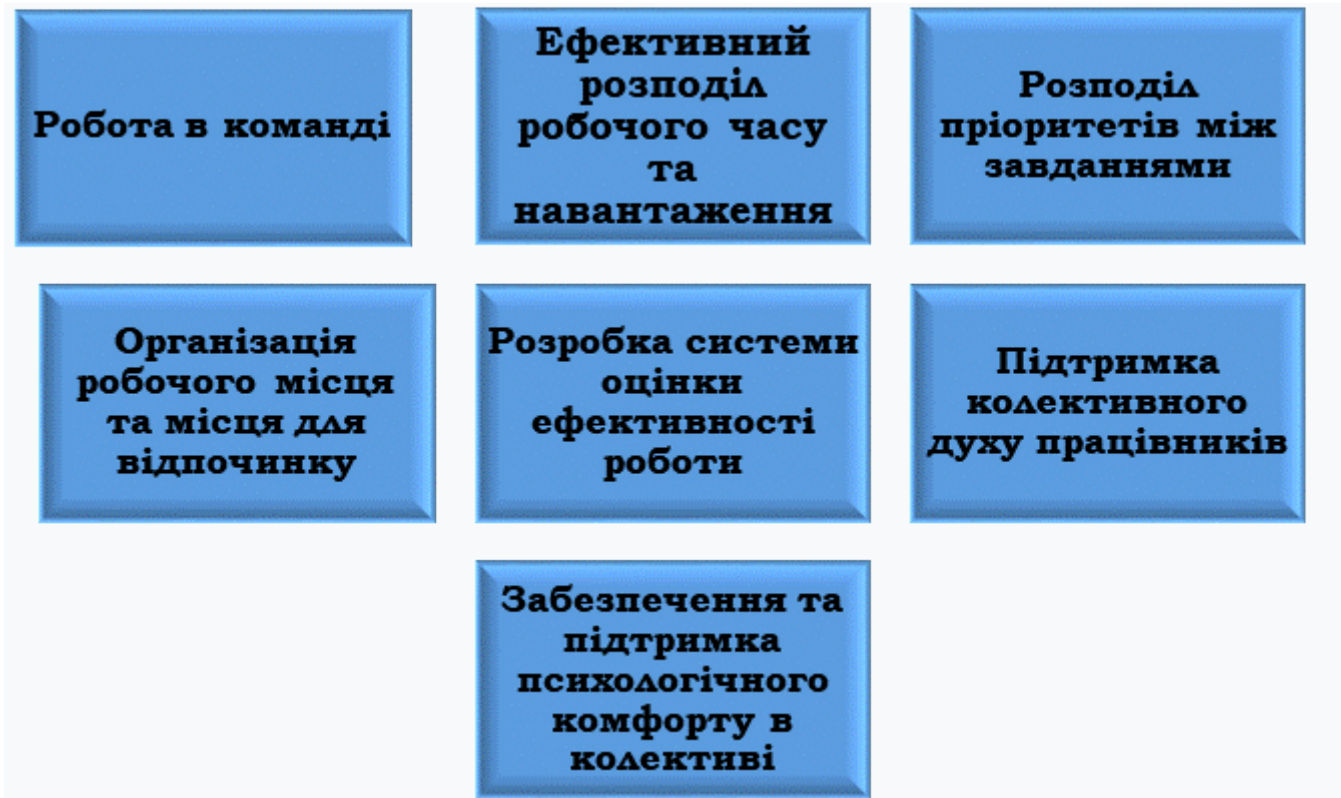 Робота в команді
Ефективний
розподіл
робочого часу
та
навантаження
Розподіл
пріоритетів між
завданнями
Організація
робочого місця
та місця для
відпочинку
Розробка системи
оцінки
ефективності
роботи
Підтримка
колективного
духу працівників
Забезпечення та
підтримка
психологічного
комфорту в
колективі